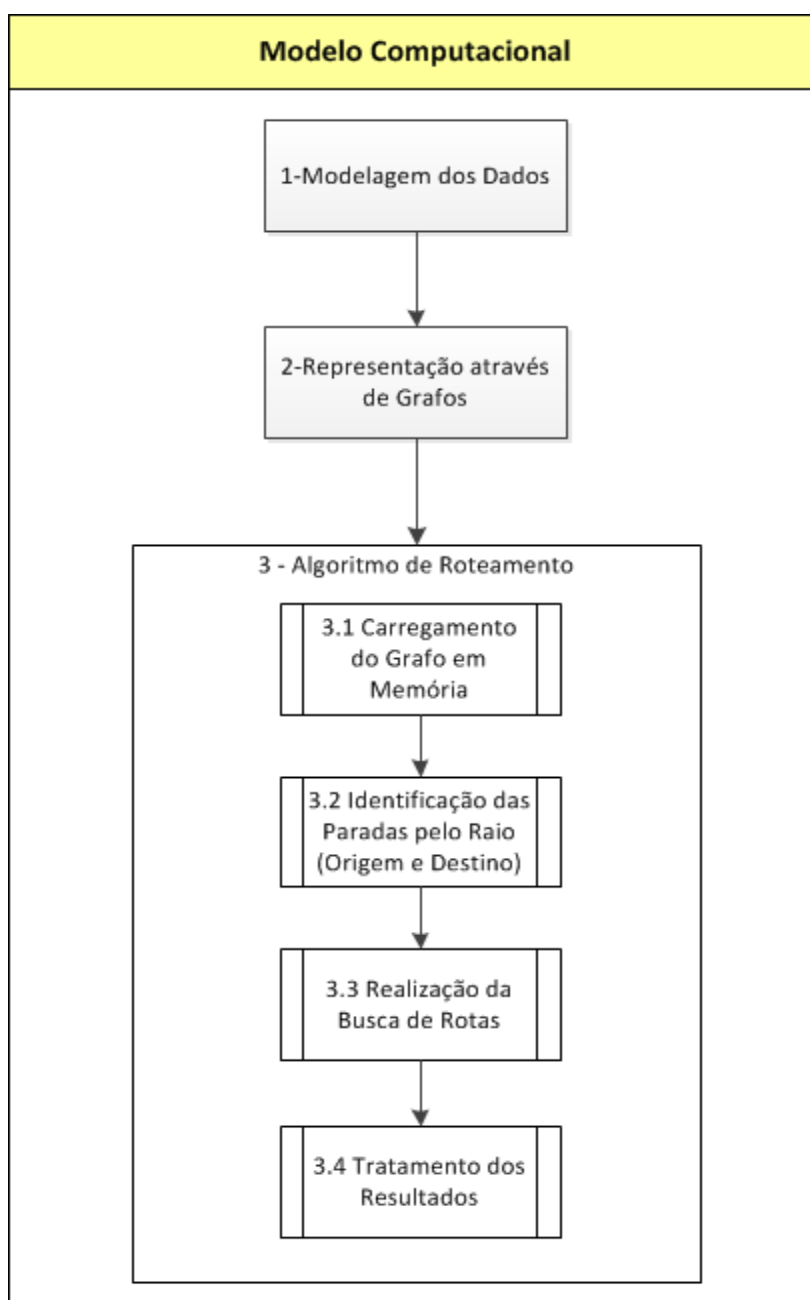 Modelo Computacional
1-Modelagem dos Dados
2-Representação através
de Grafos
3 - Algoritmo de Roteamento
3.1 Carregamento
do Grafo em
Memória
3.2 Identificação das
Paradas pelo Raio
(Origem e Destino)
3.3 Realização da
Busca de Rotas
3.4 Tratamento dos
Resultados